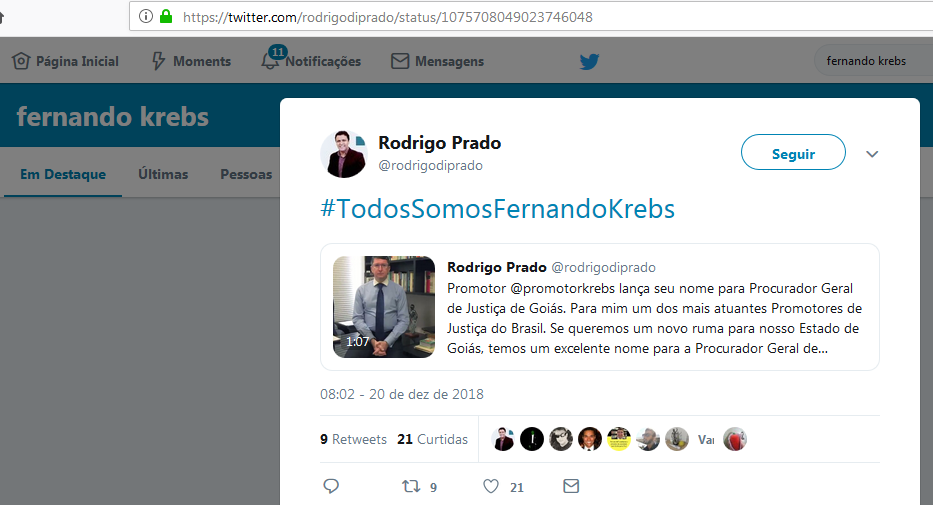 https://twitter.com/rodrigodiprado/status/1075708049023746048
Página Inicial
Moments
11
Notificações
Mensagens
fernando krebs
fernando krebs
Em Destaque
Últimas
Pessoas
Rodrigo Prado
@rodrigodiprado
Seguir
#TodosSomosFernandoKrebs
Rodrigo Prado @rodrigodiprado
Promotor @promotorkrebs lança seu nome para Procurador Geral
de Justiça de Goiás. Para mim um dos mais atuantes Promotores de
Justiça do Brasil. Se queremos um novo ruma para nosso Estado de
Goiás, temos um excelente nome para a Procurador Geral de...
1:07
08:02 - 20 de dez de 2018
9 Retweets 21 Curtidas
9
21